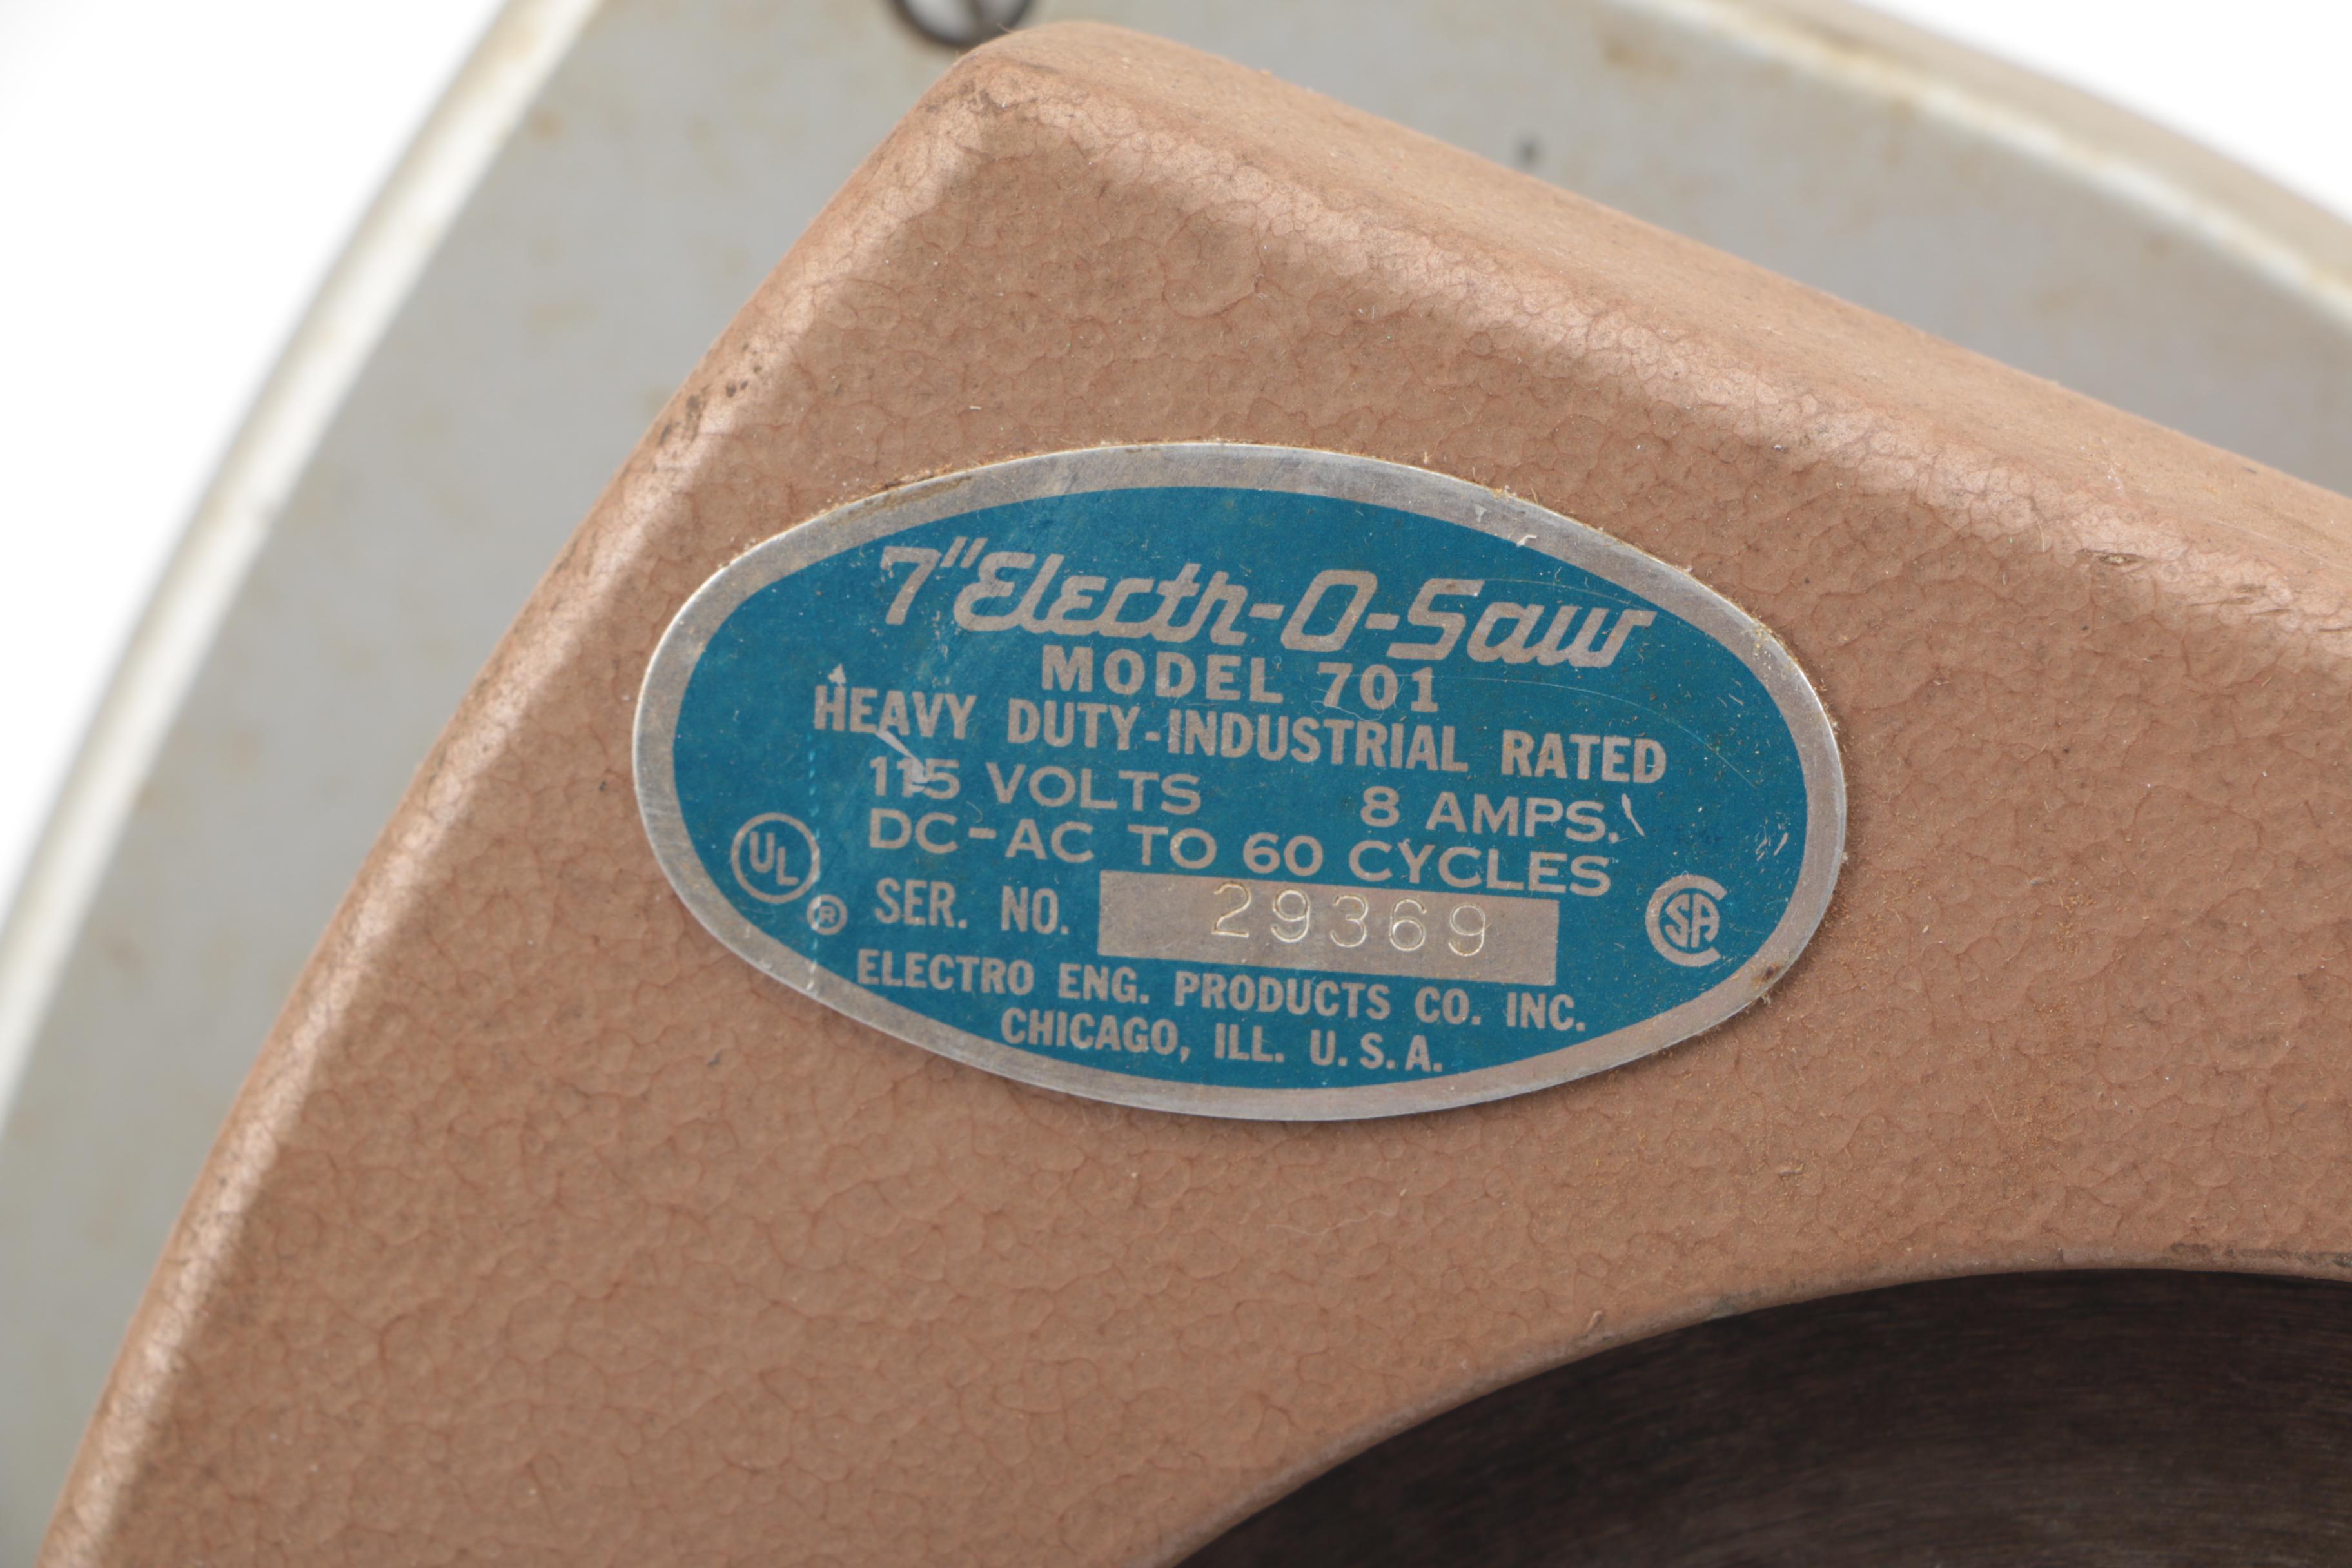 7" Electr-O-Saw
MODEL 701
HEAVY DUTY-INDUSTRIAL RATED
115 VOLTS 8 AMPS.
DC-AC TO 60 CYCLES
UL
®
SER. NO. 29369
CSA
ELECTRO ENG. PRODUCTS CO. INC.
CHICAGO, ILL. U.S.A.